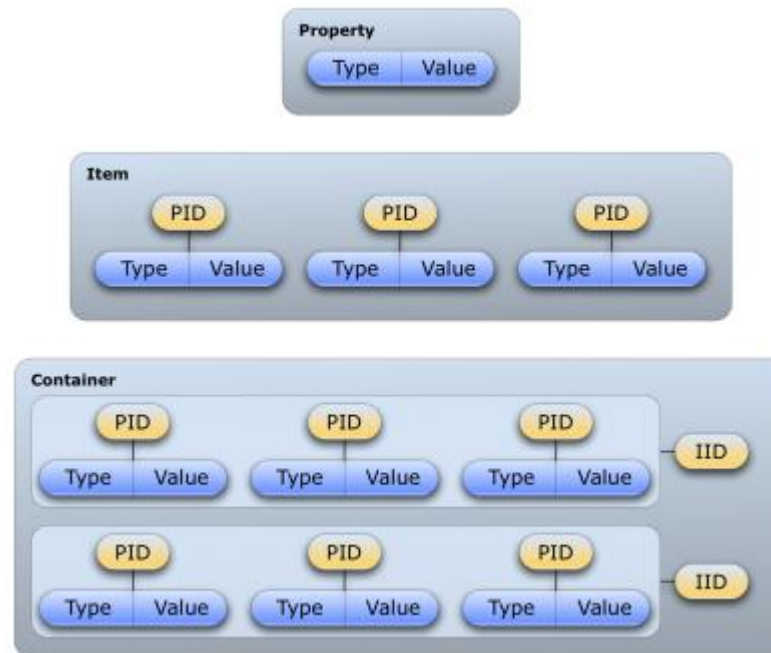 Property
Type Value
Item
PID PID PID
Type Value Type Value Type Value
Container
PID PID PID
IID
Type Value Type Value Type Value
PID PID PID
IID
Type Value Type Value Type Value